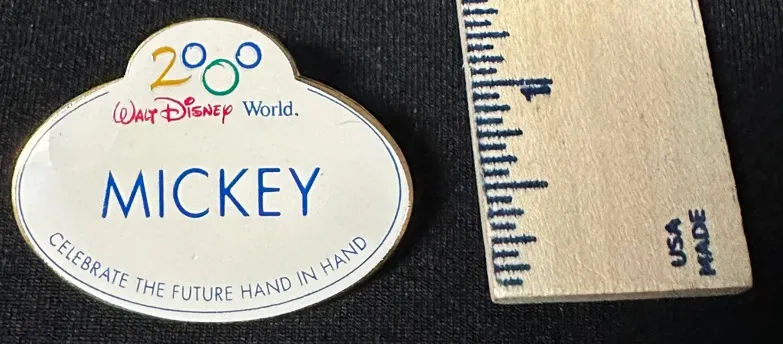 2000
Walt Disney World.
MICKEY
CELEBRATE THE FUTURE HAND IN HAND
1
USA
MADE